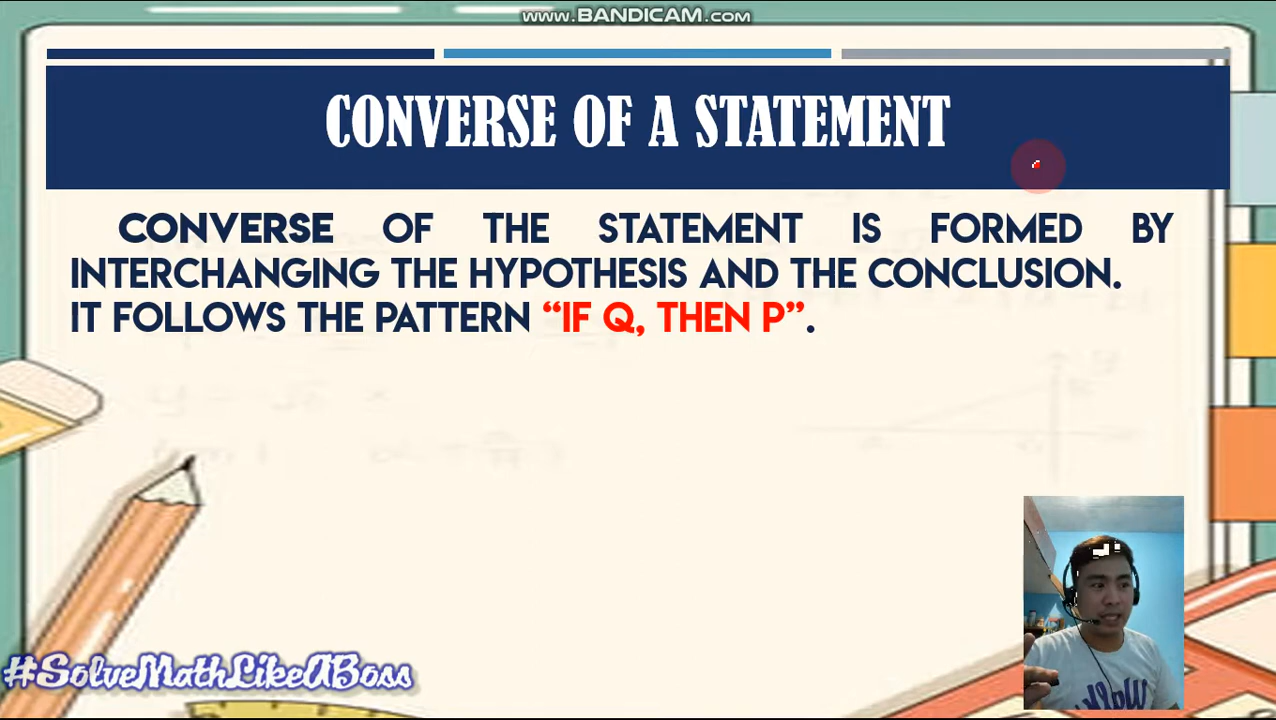 www.BANDICAM.com
CONVERSE OF A STATEMENT
CONVERSE OF THE STATEMENT IS FORMED BY
INTERCHANGING THE HYPOTHESIS AND THE CONCLUSION.
IT FOLLOWS THE PATTERN “IF Q, THEN P”.
#SolveMathLikeABoss